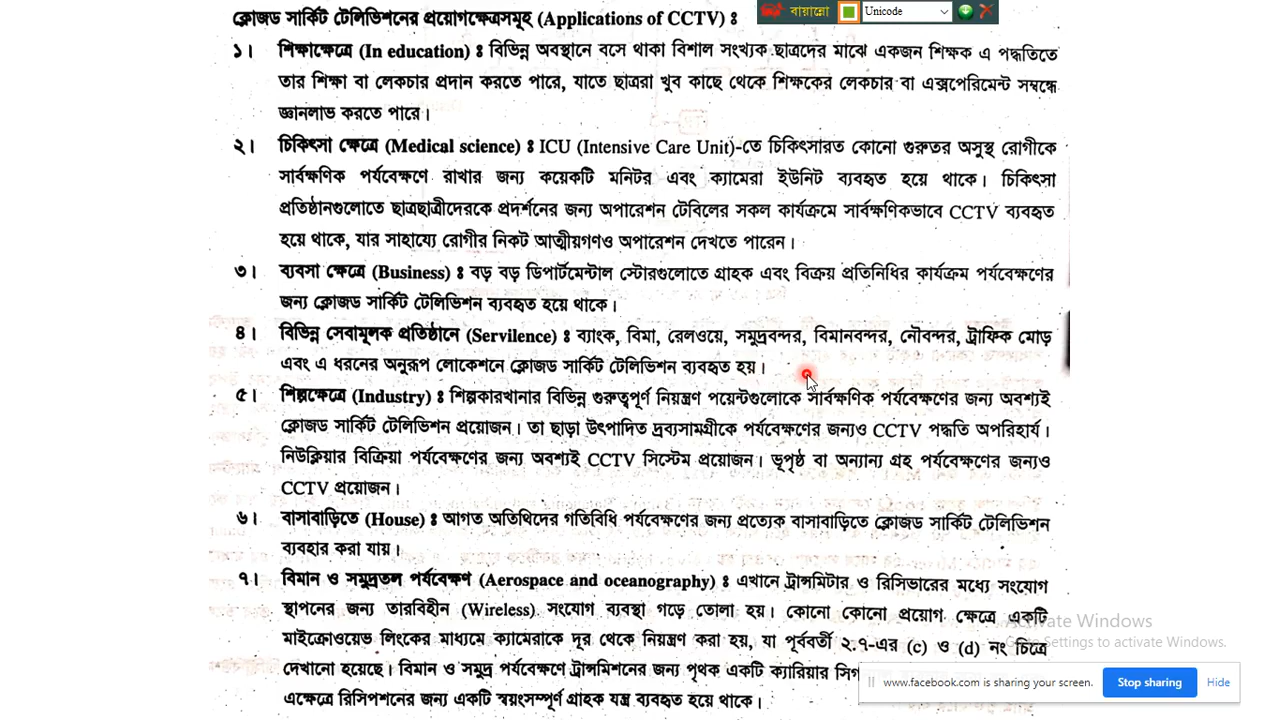 ক্লোজড সার্কিট টেলিভিশনের প্রয়োগক্ষেত্রসমূহ (Applications of CCTV) ঃ
বায়ান্নো Unicode
১। শিক্ষাক্ষেত্রে (In education) ঃ বিভিন্ন অবস্থানে বসে থাকা বিশাল সংখ্যক ছাত্রদের মাঝে একজন শিক্ষক এ পদ্ধতিতে
তার শিক্ষা বা লেকচার প্রদান করতে পারে, যাতে ছাত্ররা খুব কাছে থেকে শিক্ষকের লেকচার বা এক্সপেরিমেন্ট সম্বন্ধে
জ্ঞানলাভ করতে পারে।
২। চিকিৎসা ক্ষেত্রে (Medical science) ঃ ICU (Intensive Care Unit)-তে চিকিৎসারত কোনো গুরুতর অসুস্থ রোগীকে
সার্বক্ষণিক পর্যবেক্ষণে রাখার জন্য কয়েকটি মনিটর এবং ক্যামেরা ইউনিট ব্যবহৃত হয়ে থাকে। চিকিৎসা
প্রতিষ্ঠানগুলোতে ছাত্রছাত্রীদেরকে প্রদর্শনের জন্য অপারেশন টেবিলের সকল কার্যক্রমে সার্বক্ষণিকভাবে CCTV ব্যবহৃত
হয়ে থাকে, যার সাহায্যে রোগীর নিকট আত্মীয়গণও অপারেশন দেখতে পারেন।
৩। ব্যবসা ক্ষেত্রে (Business) ঃ বড় বড় ডিপার্টমেন্টাল স্টোরগুলোতে গ্রাহক এবং বিক্রয় প্রতিনিধির কার্যক্রম পর্যবেক্ষণের
জন্য ক্লোজড সার্কিট টেলিভিশন ব্যবহৃত হয়ে থাকে।
৪। বিভিন্ন সেবামূলক প্রতিষ্ঠানে (Servilence) ঃ ব্যাংক, বিমা, রেলওয়ে, সমুদ্রবন্দর, বিমানবন্দর, নৌবন্দর, ট্রাফিক মোড়
এবং এ ধরনের অনুরূপ লোকেশনে ক্লোজড সার্কিট টেলিভিশন ব্যবহৃত হয়।
৫। শিল্পক্ষেত্রে (Industry) ঃ শিল্পকারখানার বিভিন্ন গুরুত্বপূর্ণ নিয়ন্ত্রণ পয়েন্টগুলোকে সার্বক্ষণিক পর্যবেক্ষণের জন্য অবশ্যই
ক্লোজড সার্কিট টেলিভিশন প্রয়োজন। তা ছাড়া উৎপাদিত দ্রব্যসামগ্রীকে পর্যবেক্ষণের জন্যও CCTV পদ্ধতি অপরিহার্য।
নিউক্লিয়ার বিক্রিয়া পর্যবেক্ষণের জন্য অবশ্যই CCTV সিস্টেম প্রয়োজন। ভূপৃষ্ঠ বা অন্যান্য গ্রহ পর্যবেক্ষণের জন্যও
CCTV প্রয়োজন।
৬। বাসাবাড়িতে (House) ঃ আগত অতিথিদের গতিবিধি পর্যবেক্ষণের জন্য প্রত্যেক বাসাবাড়িতে ক্লোজড সার্কিট টেলিভিশন
ব্যবহার করা যায়।
৭। বিমান ও সমুদ্রতল পর্যবেক্ষণ (Aerospace and oceanography) ঃ এখানে ট্রান্সমিটার ও রিসিভারের মধ্যে সংযোগ
স্থাপনের জন্য তারবিহীন (Wireless) সংযোগ ব্যবস্থা গড়ে তোলা হয়। কোনো কোনো প্রয়োগ ক্ষেত্রে একটি
মাইক্রোওয়েভ লিংকের মাধ্যমে ক্যামেরাকে দূর থেকে নিয়ন্ত্রণ করা হয়, যা পূর্ববর্তী ২.৭-এর (c) ও (d) নং চিত্রে
দেখানো হয়েছে। বিমান ও সমুদ্র পর্যবেক্ষণে ট্রান্সমিশনের জন্য পৃথক একটি ক্যারিয়ার
এক্ষেত্রে রিসিপশনের জন্য একটি স্বয়ংসম্পূর্ণ গ্রাহক যন্ত্র ব্যবহৃত হয়ে থাকে।
Activate Windows
Go to Settings to activate Windows.
www.facebook.com is sharing your screen. Stop sharing Hide